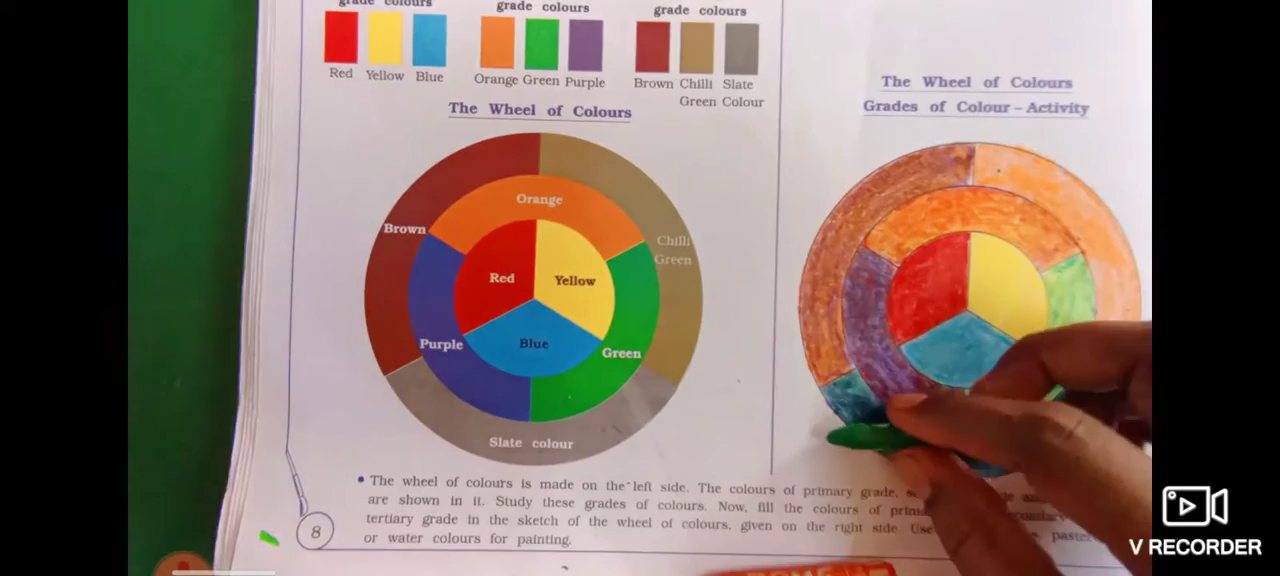 grade colours
grade colours
grade colours
Red Yellow Blue
Orange Green Purple
Brown Chilli Green Slate Colour
The Wheel of Colours
Orange
Brown
Chilli
Green
Red
Yellow
Purple
Blue
Green
Slate colour
The Wheel of Colours
Grades of Colour – Activity
• The wheel of colours is made on the left side. The colours of primary grade,
are shown in it. Study these grades of colours. Now, fill the colours of
tertiary grade in the sketch of the wheel of colours, given on the right side Use
or water colours for painting.
8
V RECORDER